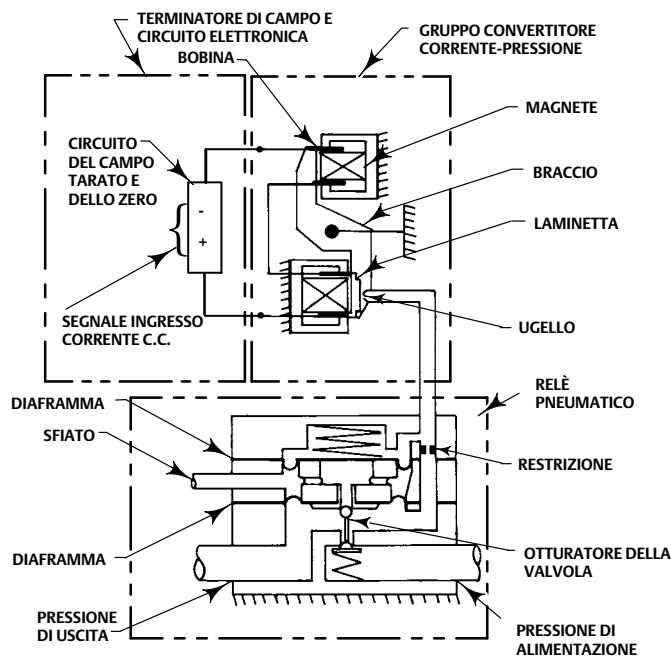 TERMINATORE DI CAMPO E
CIRCUITO ELETTRONICA
BOBINA
GRUPPO CONVERTITORE
CORRENTE-PRESSIONE
MAGNETE
CIRCUITO
DEL CAMPO
TARATO E
DELLO ZERO
BRACCIO
LAMINETTA
-
+
SEGNALE INGRESSO
CORRENTE C.C.
UGELLO
RELÈ
PNEUMATICO
DIAFRAMMA
SFIATO
RESTRIZIONE
DIAFRAMMA
OTTURATORE DELLA
VALVOLA
PRESSIONE
DI USCITA
PRESSIONE DI
ALIMENTAZIONE